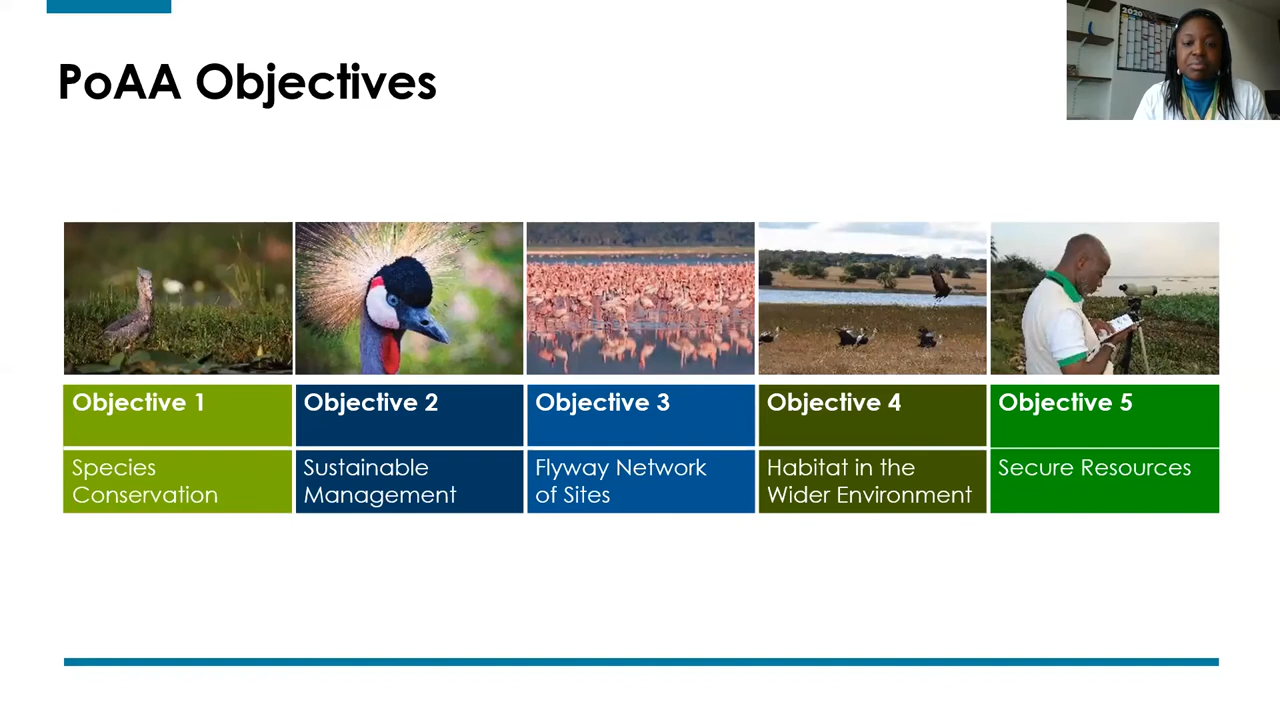 PoAA Objectives
2020
Objective 1
Objective 2
Objective 3
Objective 4
Objective 5
Species
Conservation
Sustainable
Management
Flyway Network
of Sites
Habitat in the
Wider Environment
Secure Resources